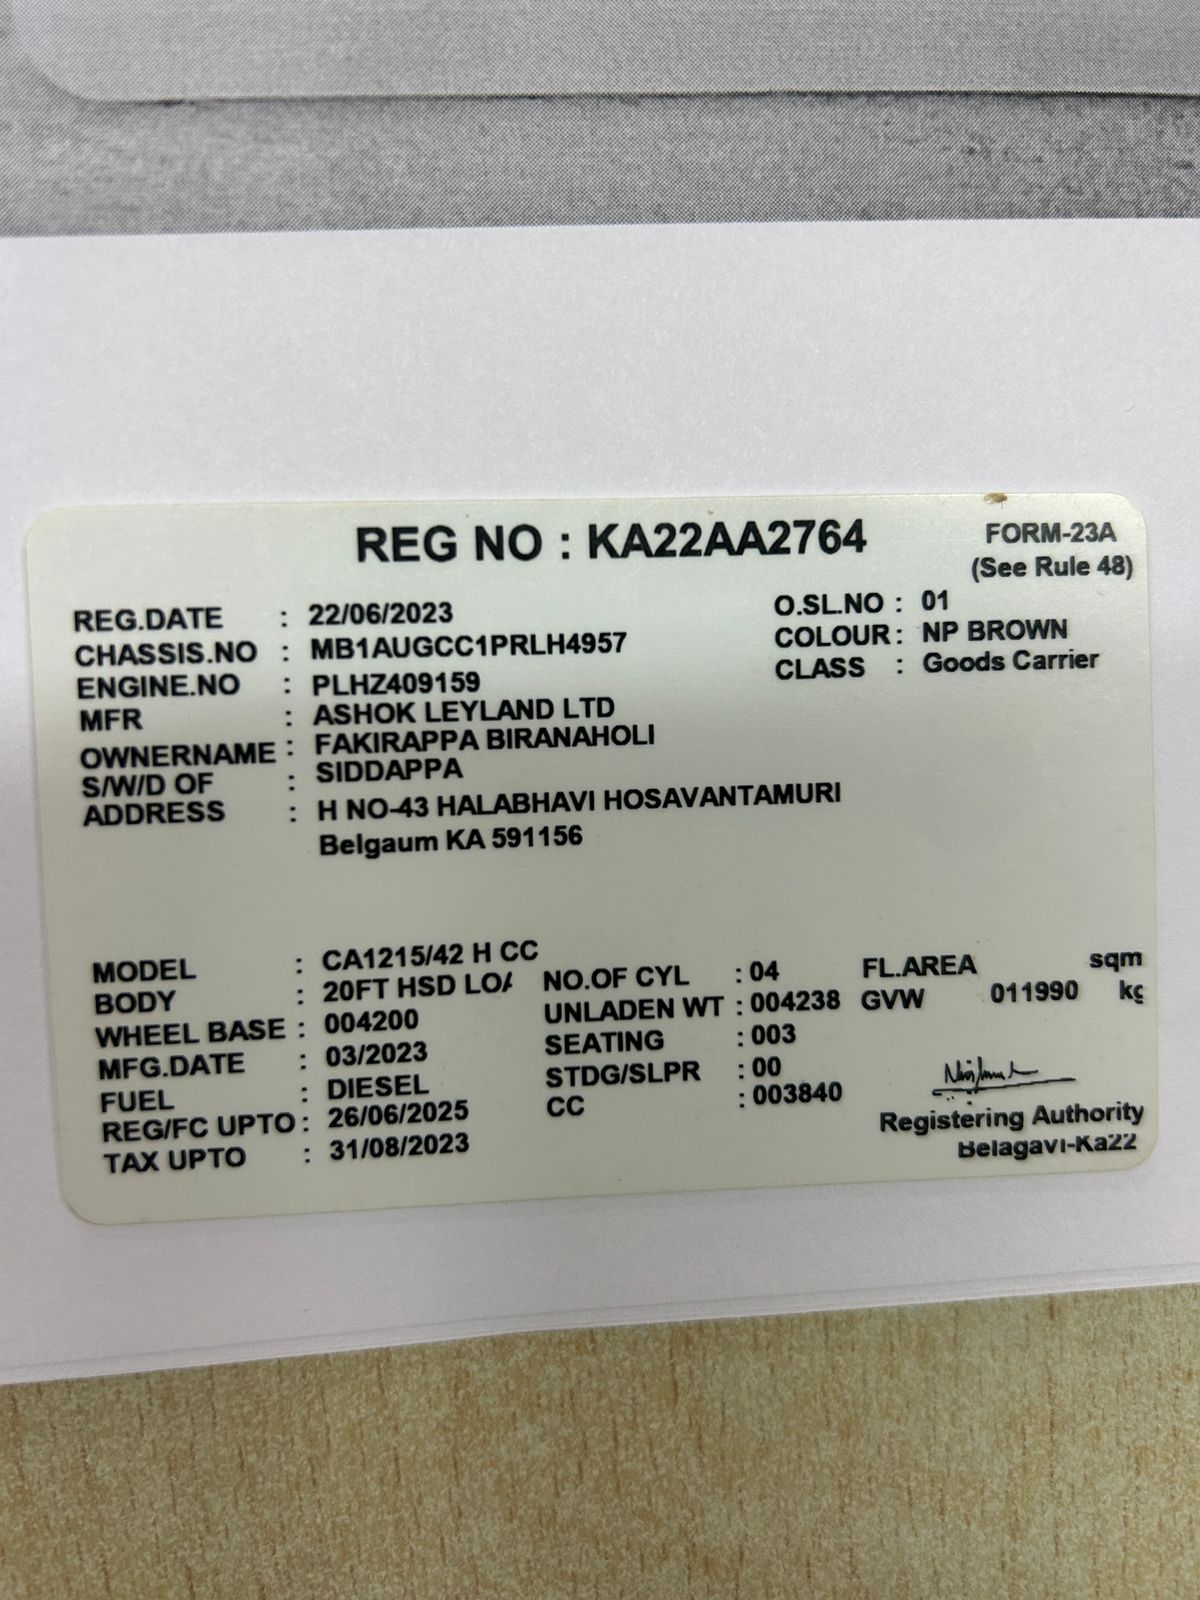 REG NO : KA22AA2764
FORM-23A
(See Rule 48)
REG.DATE : 22/06/2023
O.SL.NO : 01
CHASSIS.NO : MB1AUGCC1PRLH4957
COLOUR : NP BROWN
ENGINE.NO : PLHZ409159
CLASS : Goods Carrier
MFR : ASHOK LEYLAND LTD
OWNERNAME : FAKIRAPPA BIRANAHOLI
S/W/D OF : SIDDAPPA
ADDRESS : H NO-43 HALABHAVI HOSAVANTAMURI
Belgaum KA 591156
MODEL : CA1215/42 H CC
BODY : 20FT HSD LOA
NO.OF CYL : 04
FL.AREA sqm
WHEEL BASE : 004200
UNLADEN WT : 004238
GVW 011990 kg
MFG.DATE : 03/2023
SEATING : 003
FUEL : DIESEL
STDG/SLPR : 00
REG/FC UPTO : 26/06/2025
CC : 003840
TAX UPTO : 31/08/2023
Registering Authority
Belagavi-Ka22